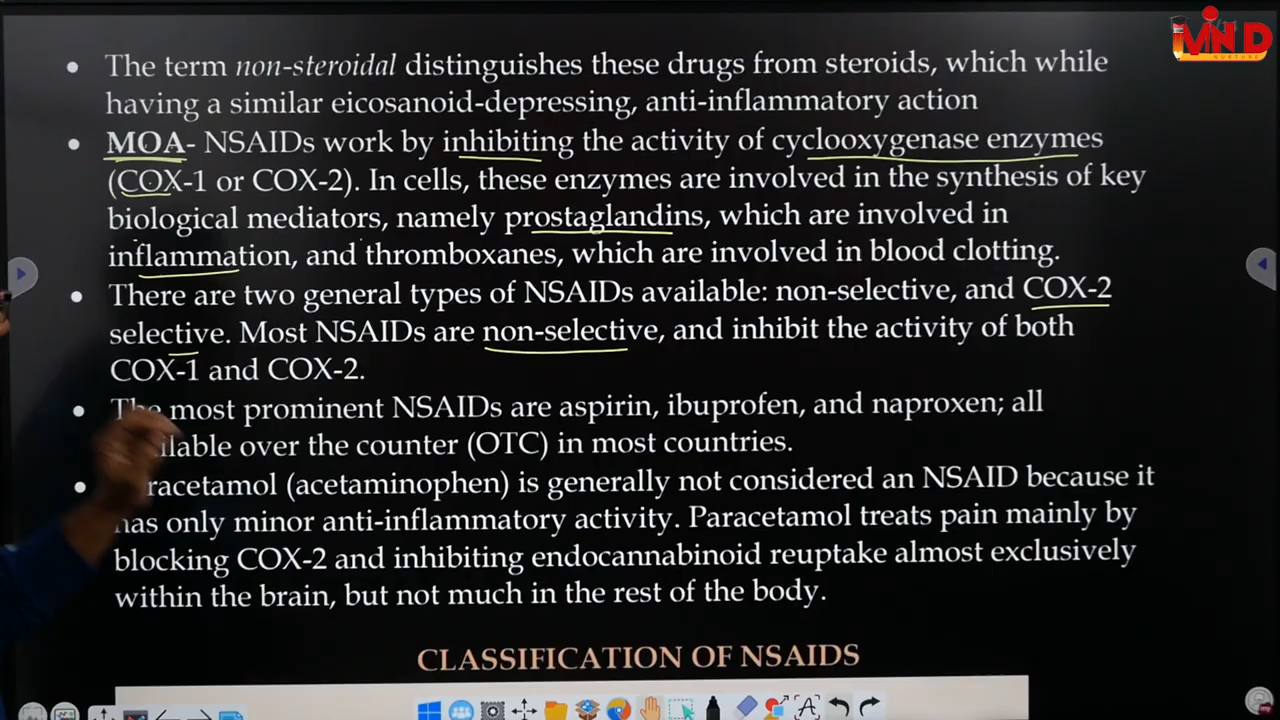 MIND
NURTURE
The term non-steroidal distinguishes these drugs from steroids, which while
having a similar eicosanoid-depressing, anti-inflammatory action
MOA- NSAIDs work by inhibiting the activity of cyclooxygenase enzymes
(COX-1 or COX-2). In cells, these enzymes are involved in the synthesis of key
biological mediators, namely prostaglandins, which are involved in
inflammation, and thromboxanes, which are involved in blood clotting.
There are two general types of NSAIDs available: non-selective, and COX-2
selective. Most NSAIDs are non-selective, and inhibit the activity of both
COX-1 and COX-2.
The most prominent NSAIDs are aspirin, ibuprofen, and naproxen; all
ilable over the counter (OTC) in most countries.
racetamol (acetaminophen) is generally not considered an NSAID because it
has only minor anti-inflammatory activity. Paracetamol treats pain mainly by
blocking COX-2 and inhibiting endocannabinoid reuptake almost exclusively
within the brain, but not much in the rest of the body.
CLASSIFICATION OF NSAIDS